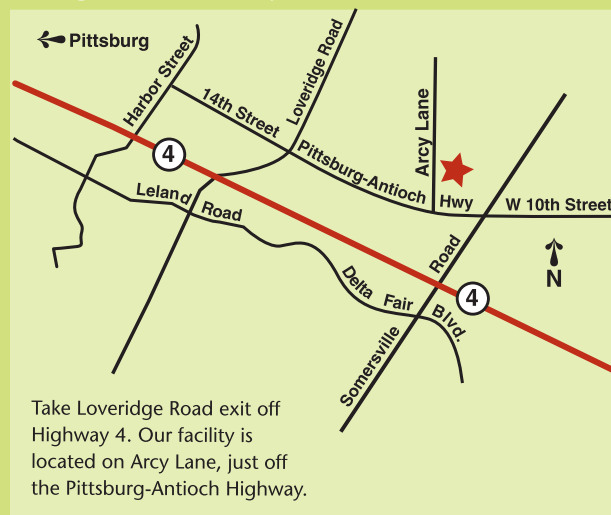 Pittsburg
Harbor Street
Loveridge Road
14th Street
Arcy Lane
4
Pittsburg-Antioch Hwy
W 10th Street
Leland Road
Road
N
Delta Fair Blvd.
4
Somersville
Take Loveridge Road exit off
Highway 4. Our facility is
located on Arcy Lane, just off
the Pittsburg-Antioch Highway.